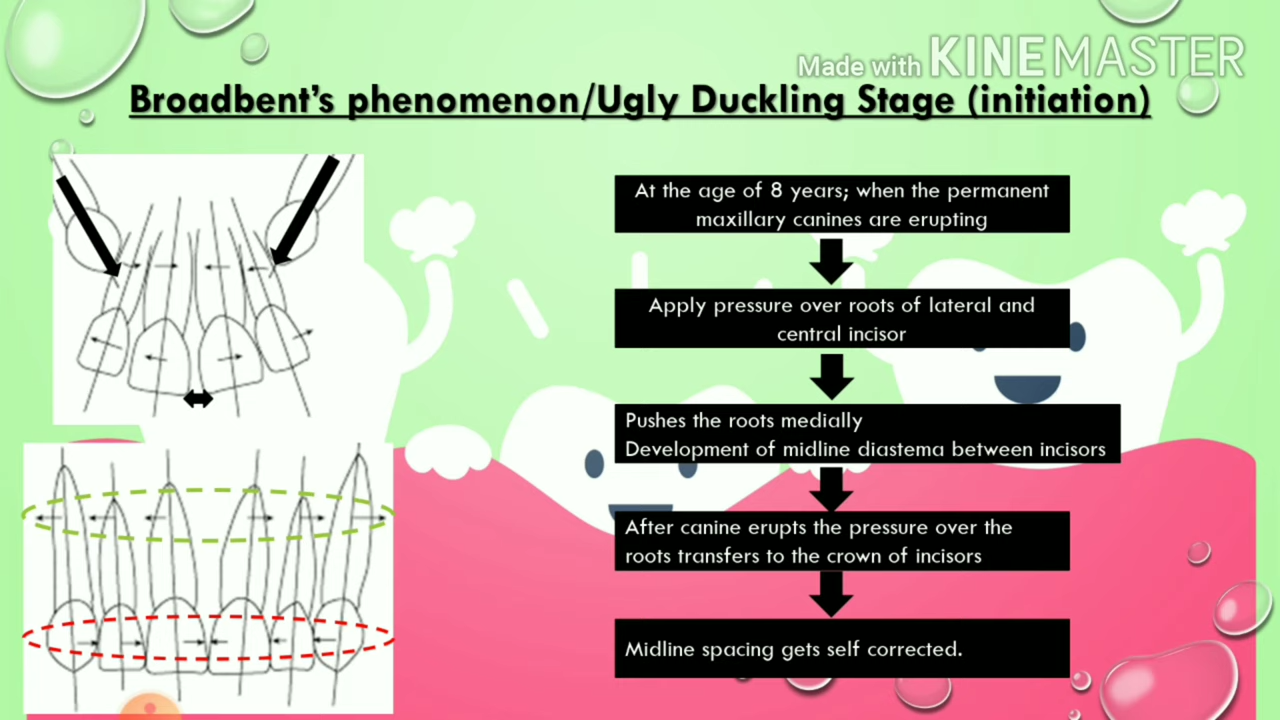 Made with KINEMASTER
Broadbent's phenomenon/Ugly Duckling Stage (initiation)
At the age of 8 years; when the permanent
maxillary canines are erupting
Apply pressure over roots of lateral and
central incisor
Pushes the roots medially
Development of midline diastema between incisors
After canine erupts the pressure over the
roots transfers to the crown of incisors
Midline spacing gets self corrected.